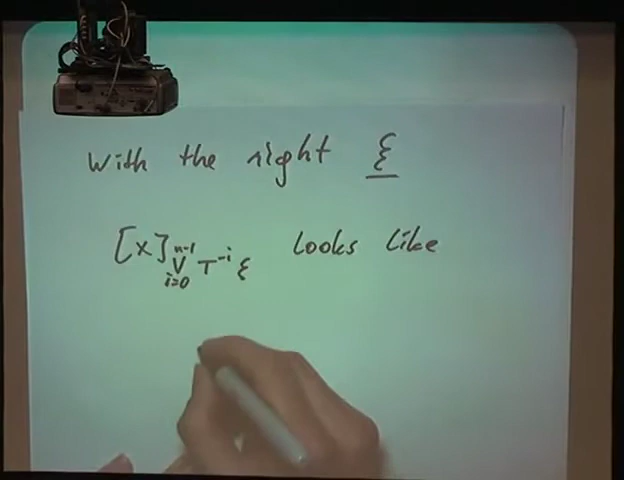 With the right ξ
[x]_{⋁_{i=0}^{n-1} T^{-i} ξ} looks like